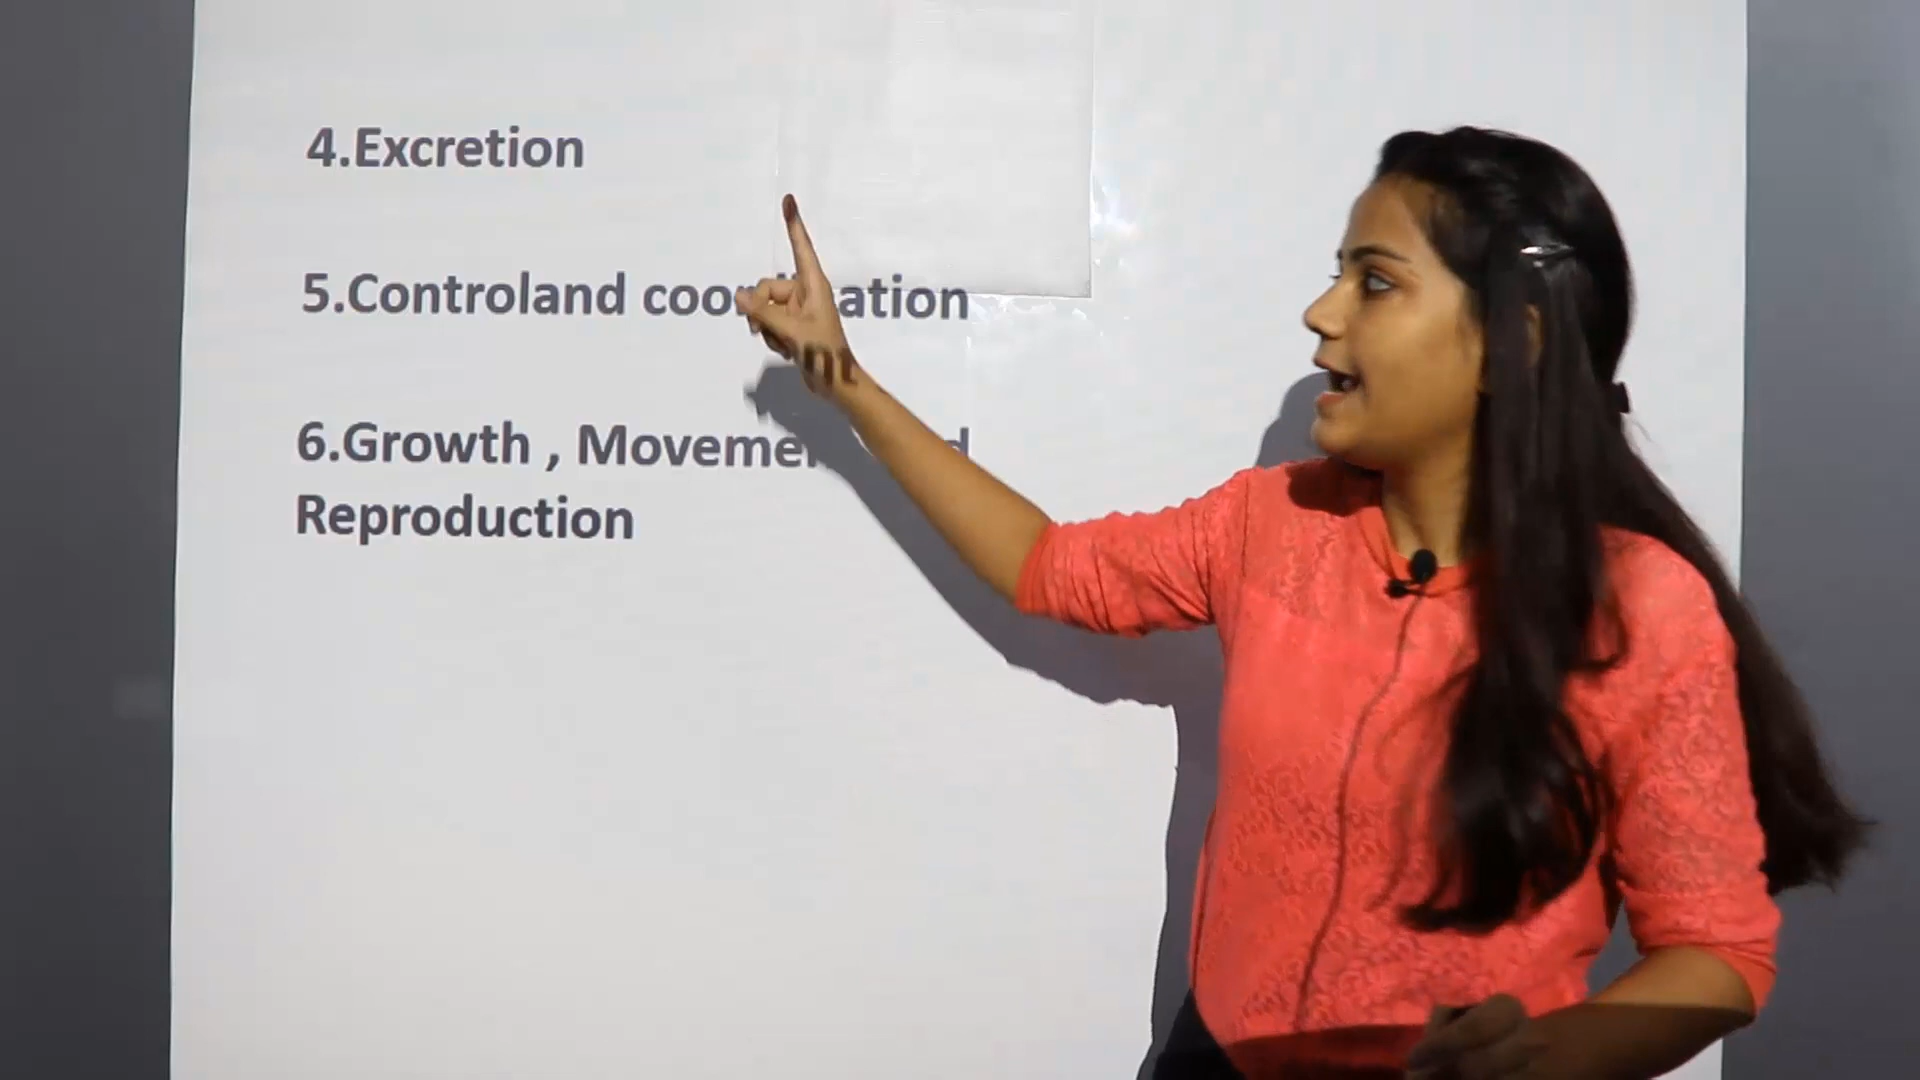 4.Excretion
5.Controland
6.Growth ,
Reproduction